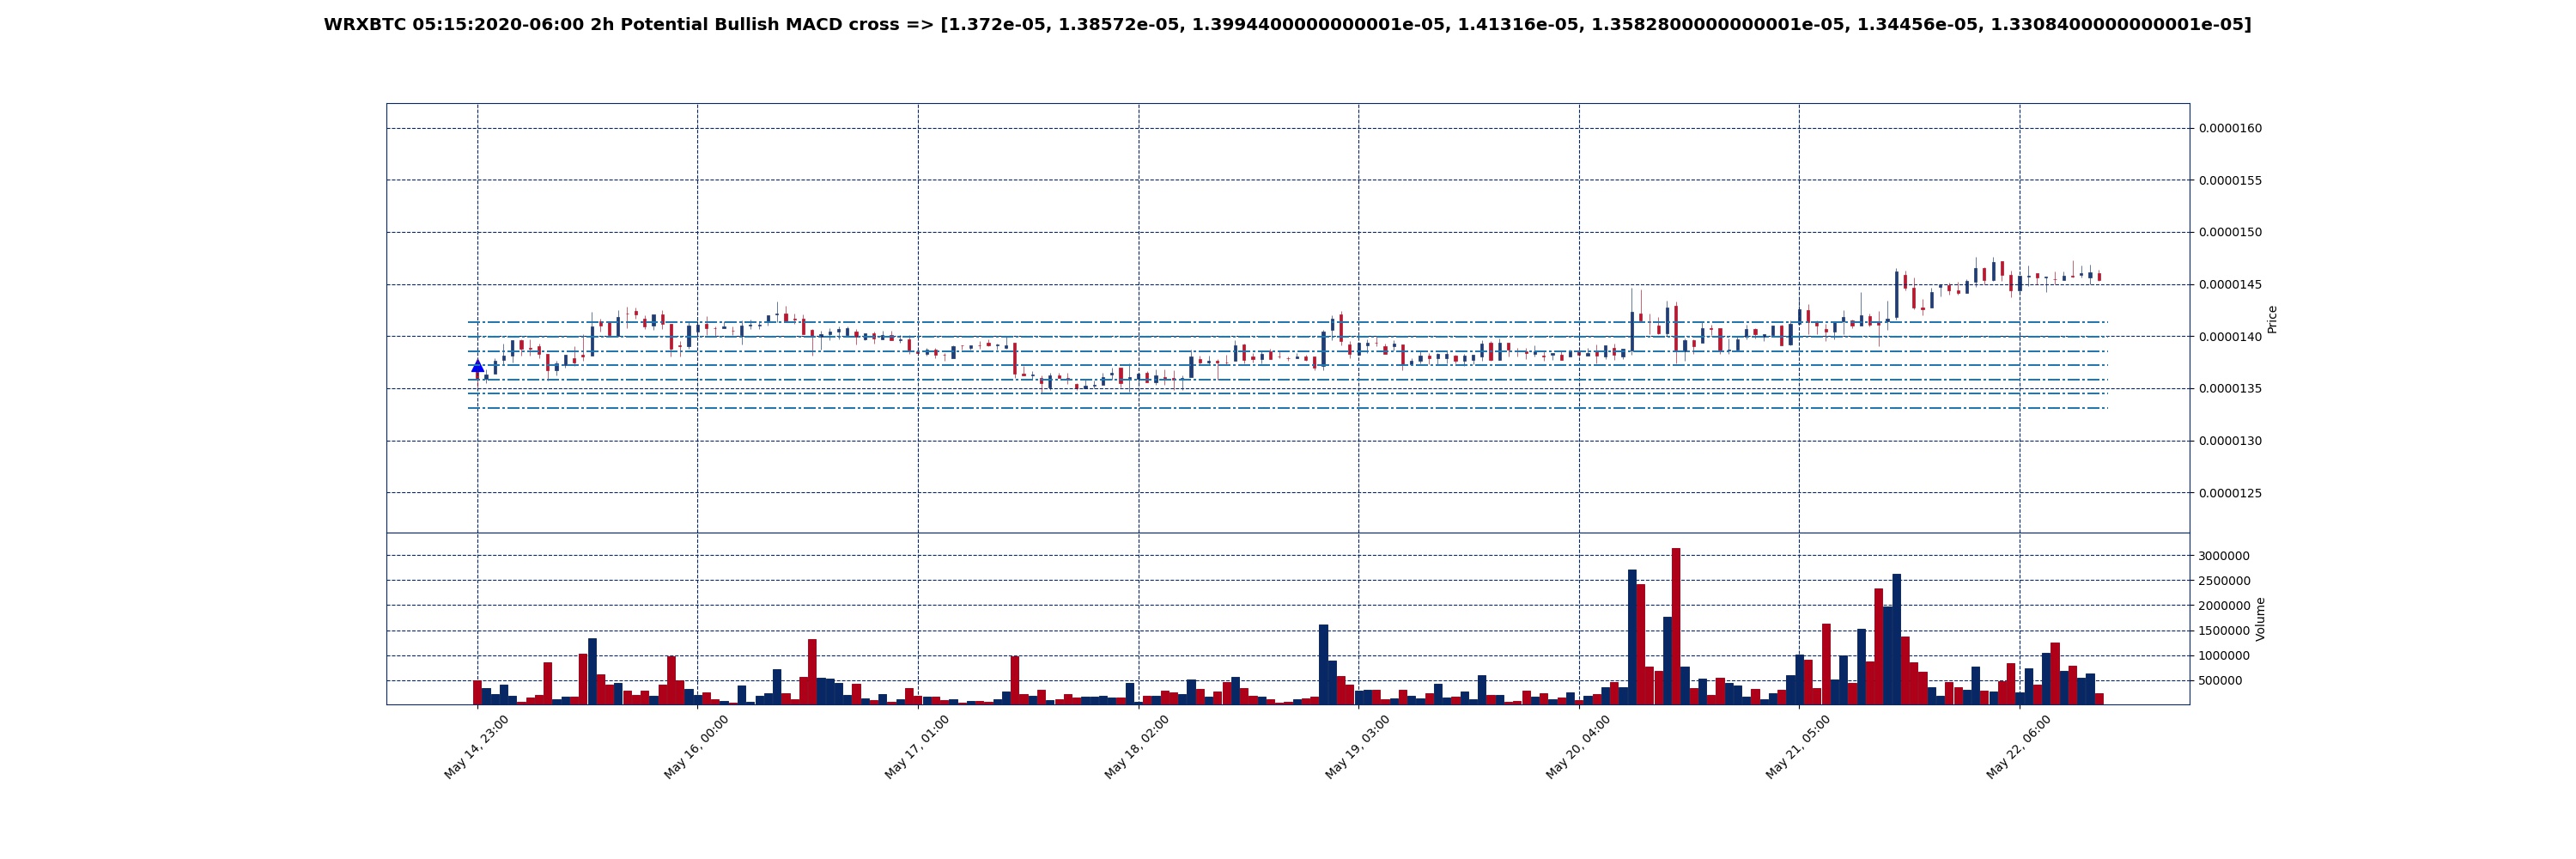 WRXBTC 05:15:2020-06:00 2h Potential Bullish MACD cross => [1.372e-05, 1.38572e-05, 1.3994400000000001e-05, 1.41316e-05, 1.3582800000000001e-05, 1.34456e-05, 1.3308400000000001e-05]
0.0000160
0.0000155
0.0000150
0.0000145
0.0000140
0.0000135
0.0000130
0.0000125
Price
3000000
2500000
2000000
1500000
1000000
500000
Volume
May 14, 23:00
May 16, 00:00
May 17, 01:00
May 18, 02:00
May 19, 03:00
May 20, 04:00
May 21, 05:00
May 22, 06:00